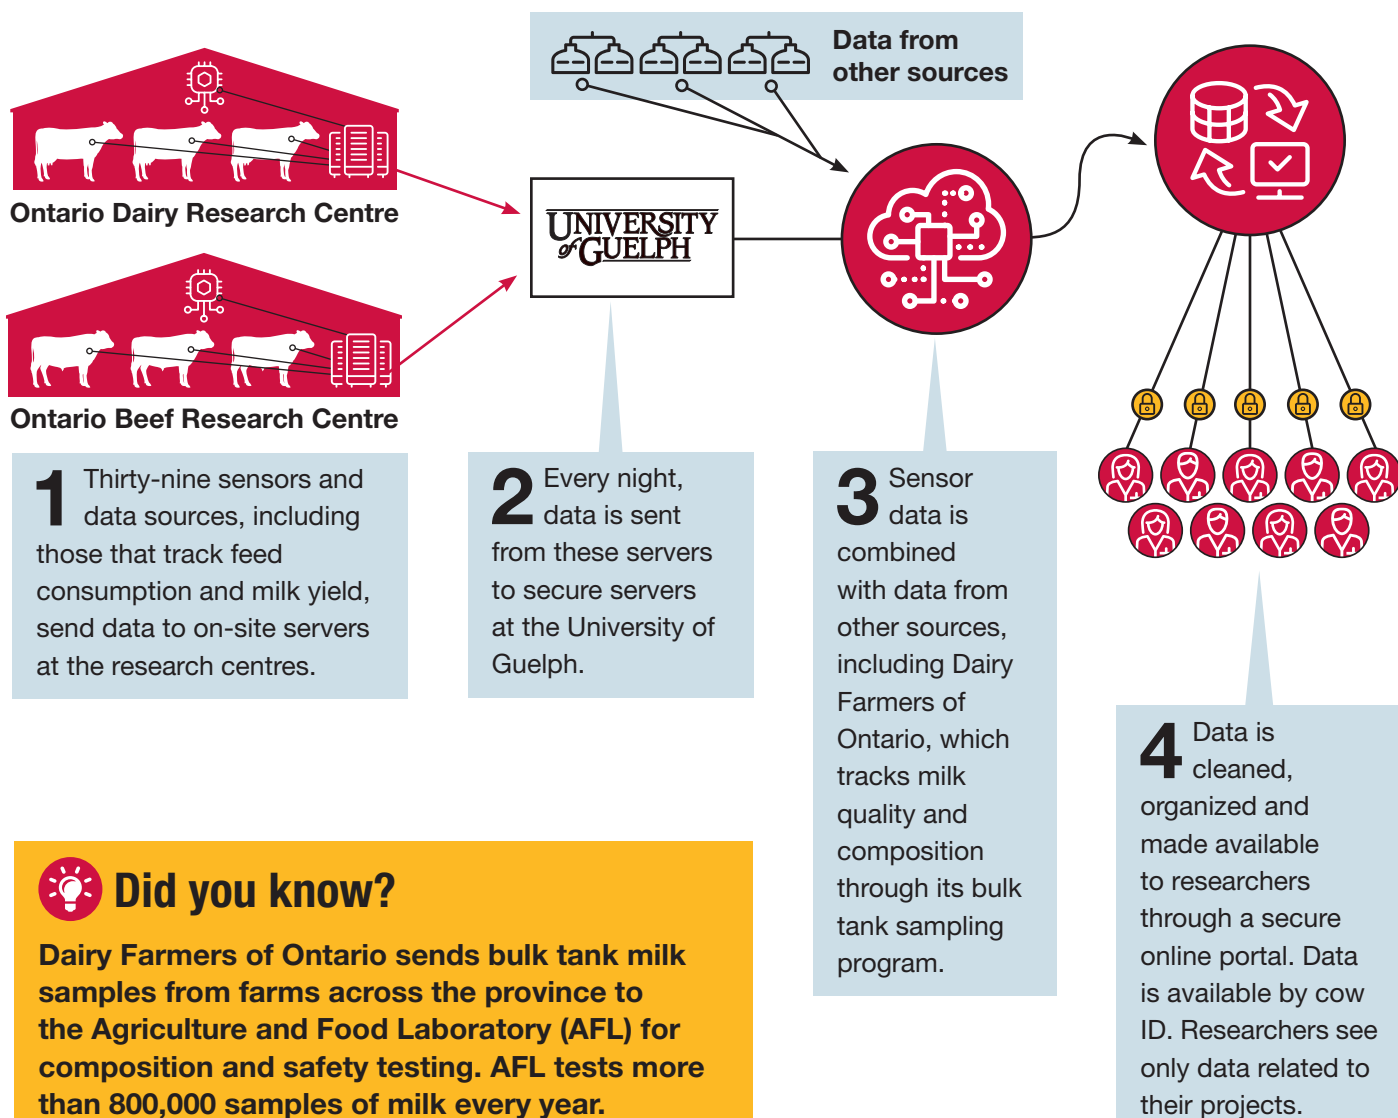 Data from
other sources
Ontario Dairy Research Centre
UNIVERSITY
of GUELPH
Ontario Beef Research Centre
1 Thirty-nine sensors and
data sources, including
those that track feed
consumption and milk yield,
send data to on-site servers
at the research centres.
2 Every night,
data is sent
from these servers
to secure servers
at the University of
Guelph.
3 Sensor
data is
combined
with data from
other sources,
including Dairy
Farmers of
Ontario, which
tracks milk
quality and
composition
through its bulk
tank sampling
program.
4 Data is
cleaned,
organized and
made available
to researchers
through a secure
online portal. Data
is available by cow
ID. Researchers see
only data related to
their projects.
Did you know?
Dairy Farmers of Ontario sends bulk tank milk
samples from farms across the province to
the Agriculture and Food Laboratory (AFL) for
composition and safety testing. AFL tests more
than 800,000 samples of milk every year.